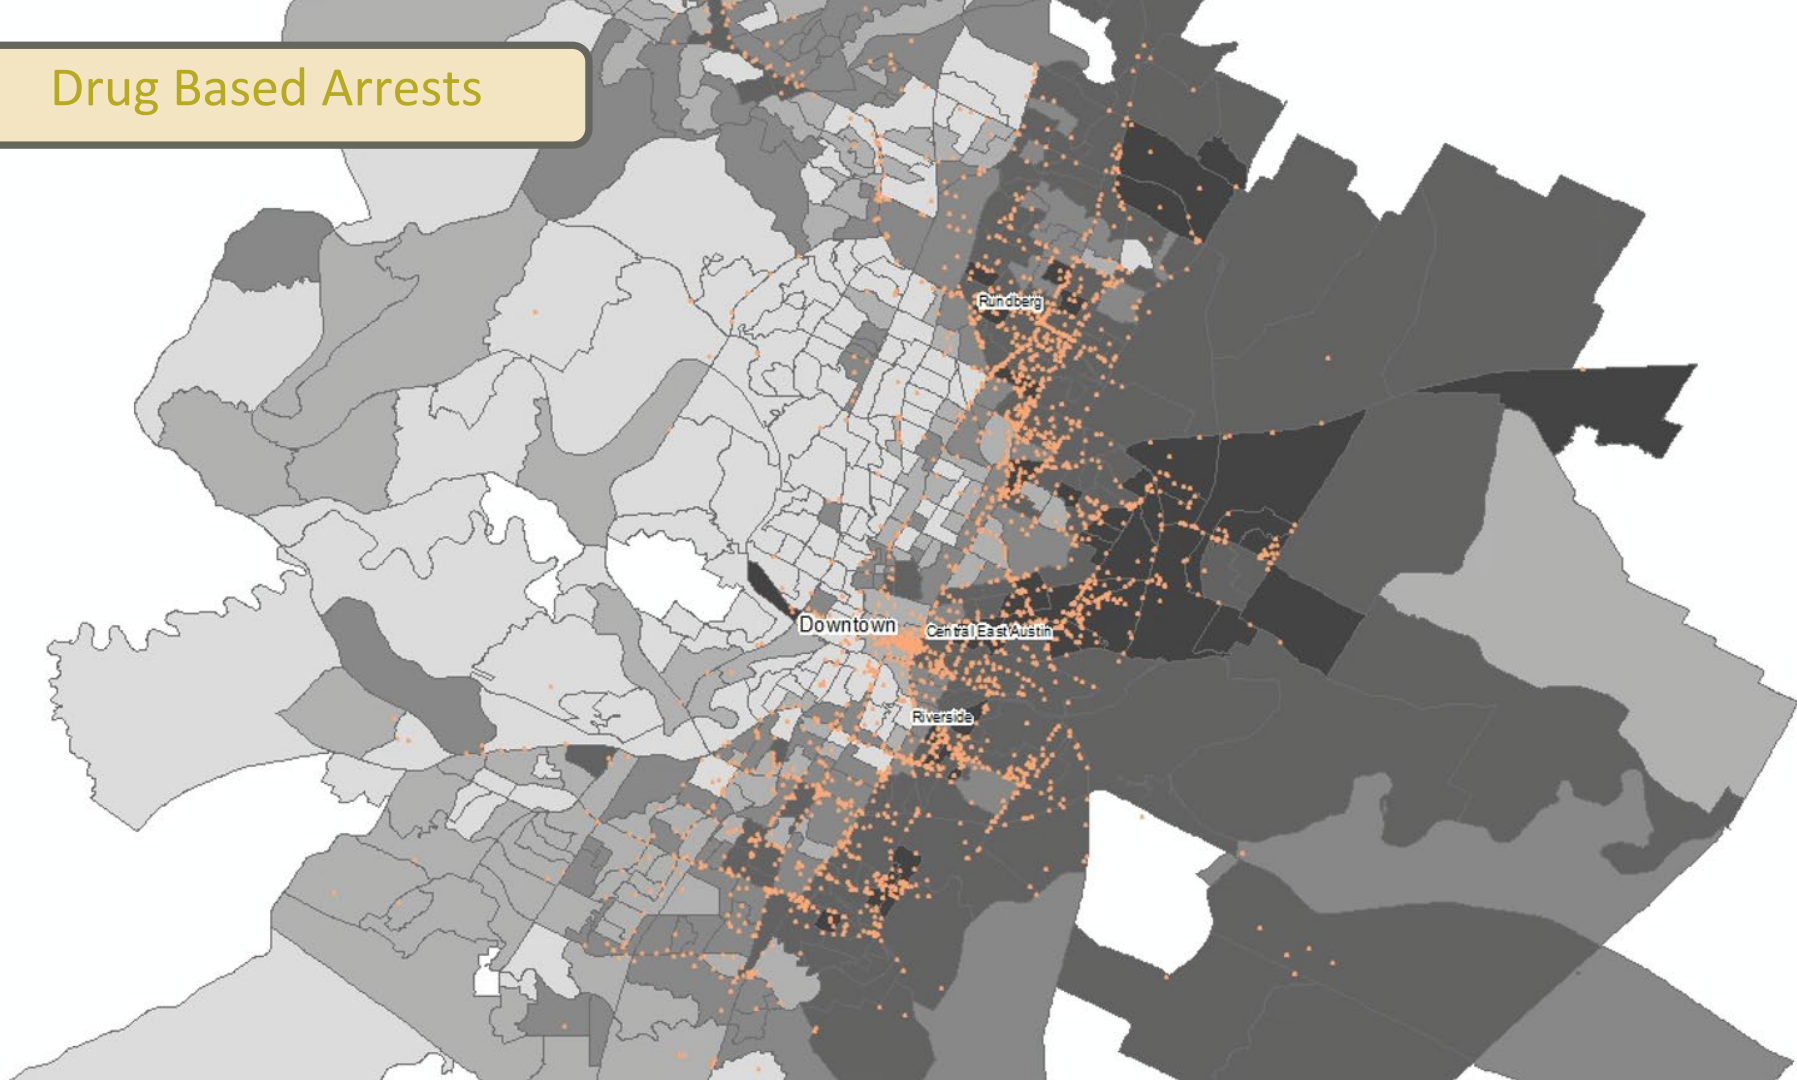 Drug Based Arrests
Rundberg
Downtown
Central East Austin
Riverside